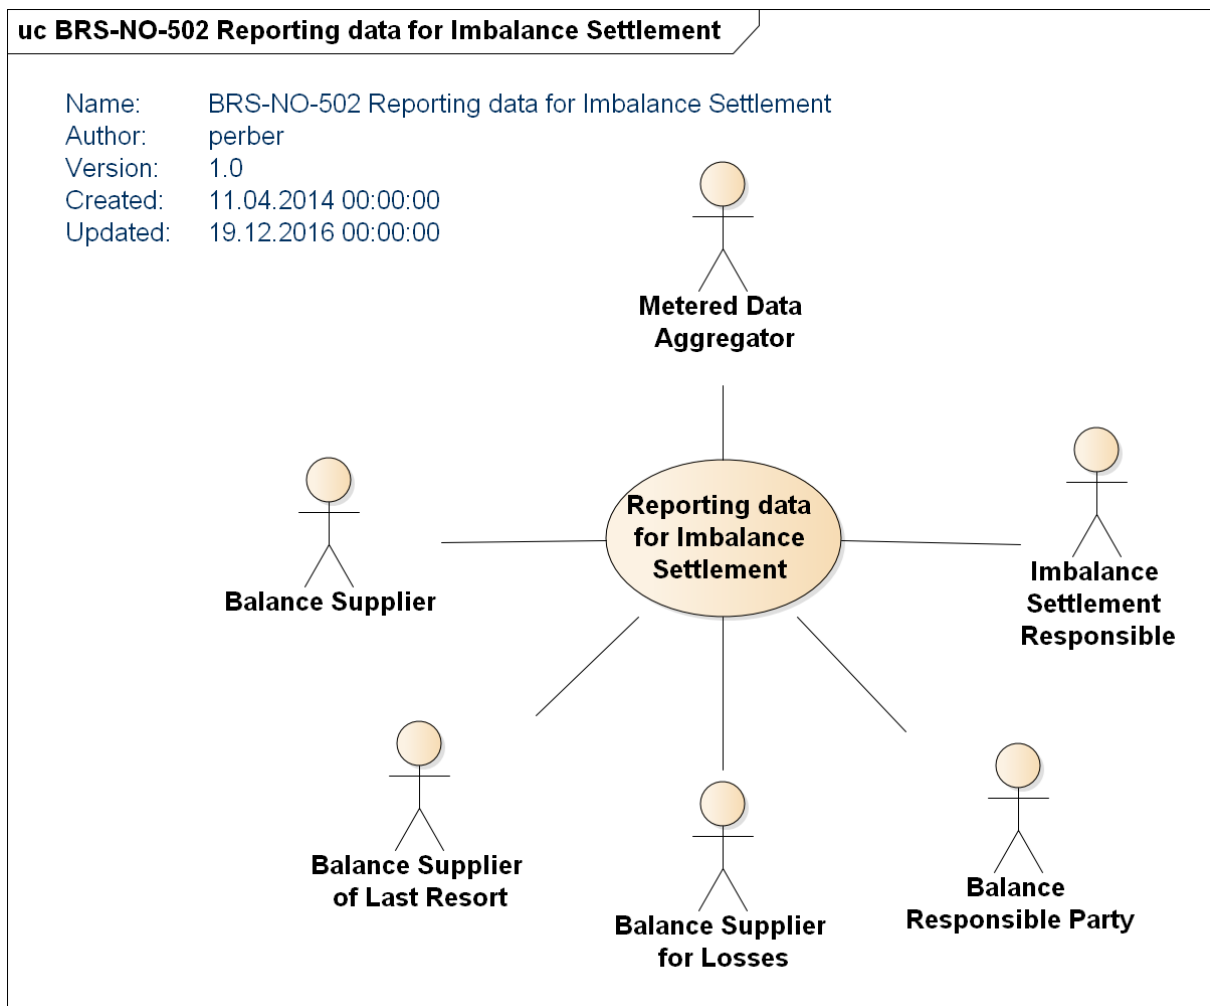 uc BRS-NO-502 Reporting data for Imbalance Settlement
Name: BRS-NO-502 Reporting data for Imbalance Settlement
Author: perber
Version: 1.0
Created: 11.04.2014 00:00:00
Updated: 19.12.2016 00:00:00
Metered Data
Aggregator
Reporting data
for Imbalance
Settlement
Balance Supplier
Imbalance
Settlement
Responsible
Balance Supplier
of Last Resort
Balance Supplier
for Losses
Balance
Responsible Party